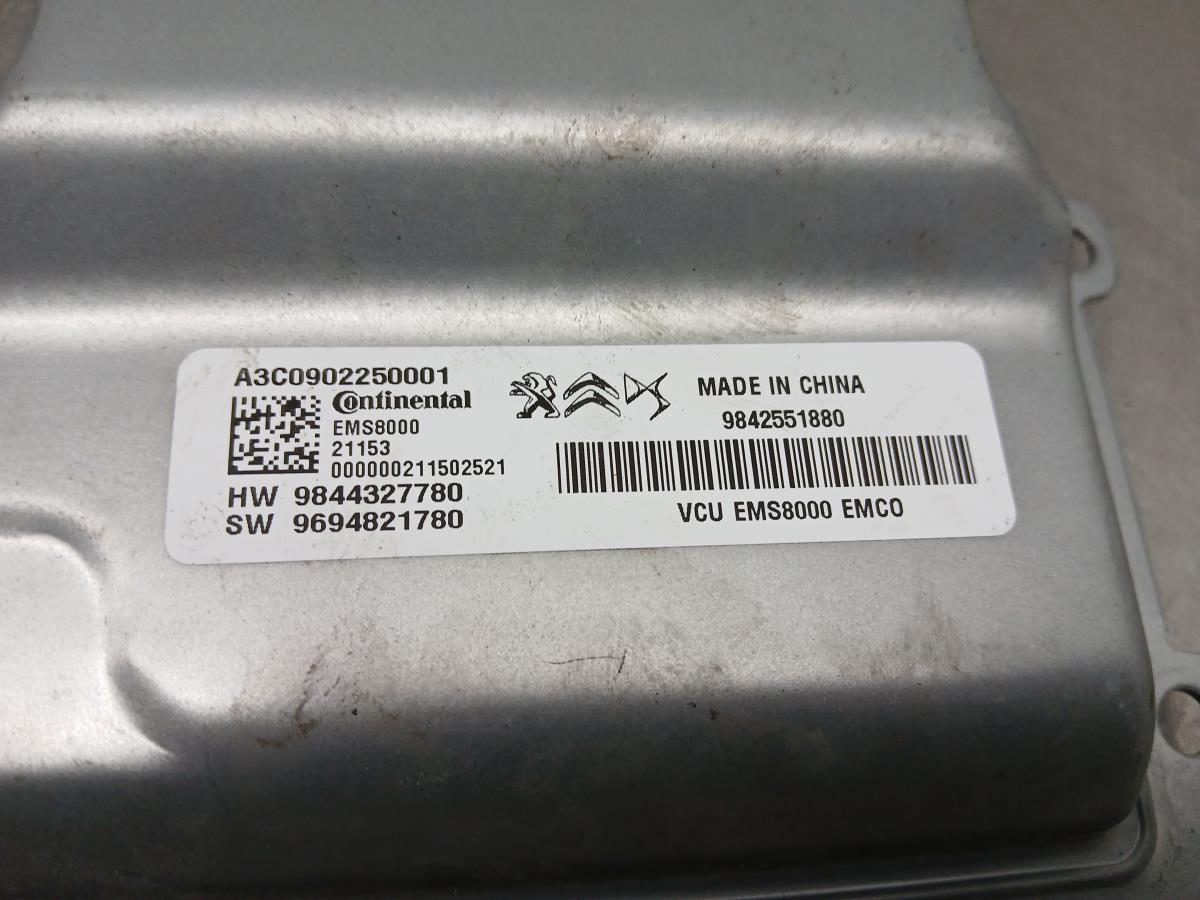 A3C0902250001
Continental
EMS8000
21153
000000211502521
HW 9844327780
SW 9694821780
MADE IN CHINA
9842551880
VCU EMS8000 EMCO